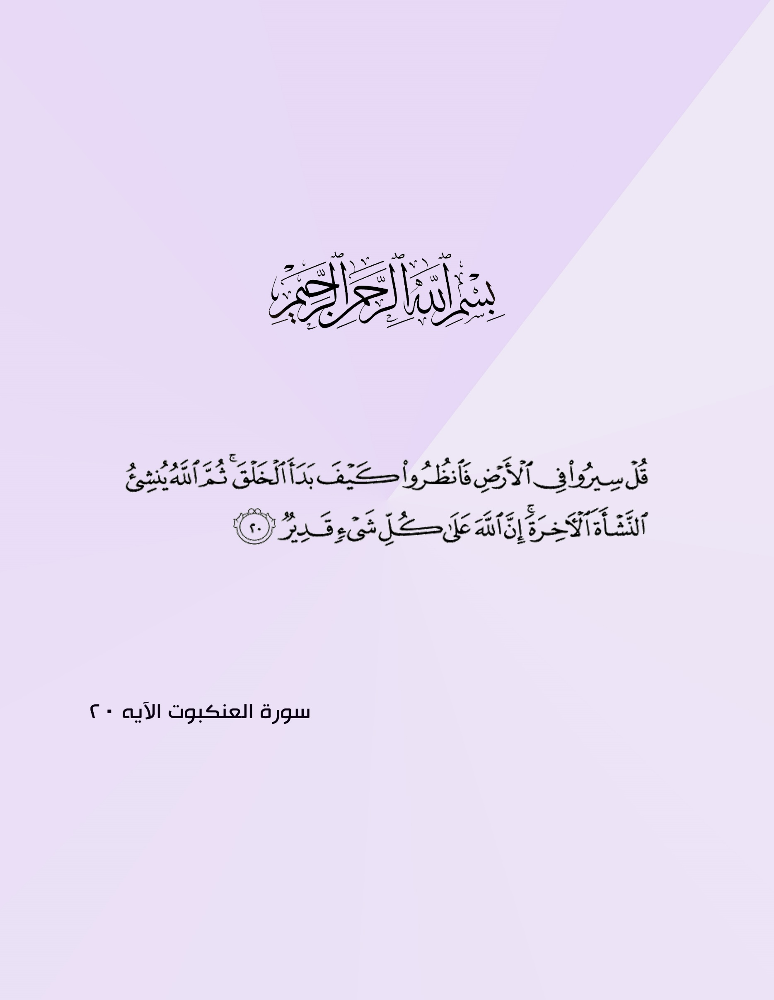 بِسْمِ ٱللَّهِ ٱلرَّحْمَٰنِ ٱلرَّحِيمِ
قُلْ سِيرُوا۟ فِى ٱلْأَرْضِ فَٱنظُرُوا۟ كَيْفَ بَدَأَ ٱلْخَلْقَ ۚ ثُمَّ ٱللَّهُ يُنشِئُ
ٱلنَّشْأَةَ ٱلْـَٔاخِرَةَ ۚ إِنَّ ٱللَّهَ عَلَىٰ كُلِّ شَىْءٍ قَدِيرٌ ٢٠
سورة العنكبوت الآيه ٢٠